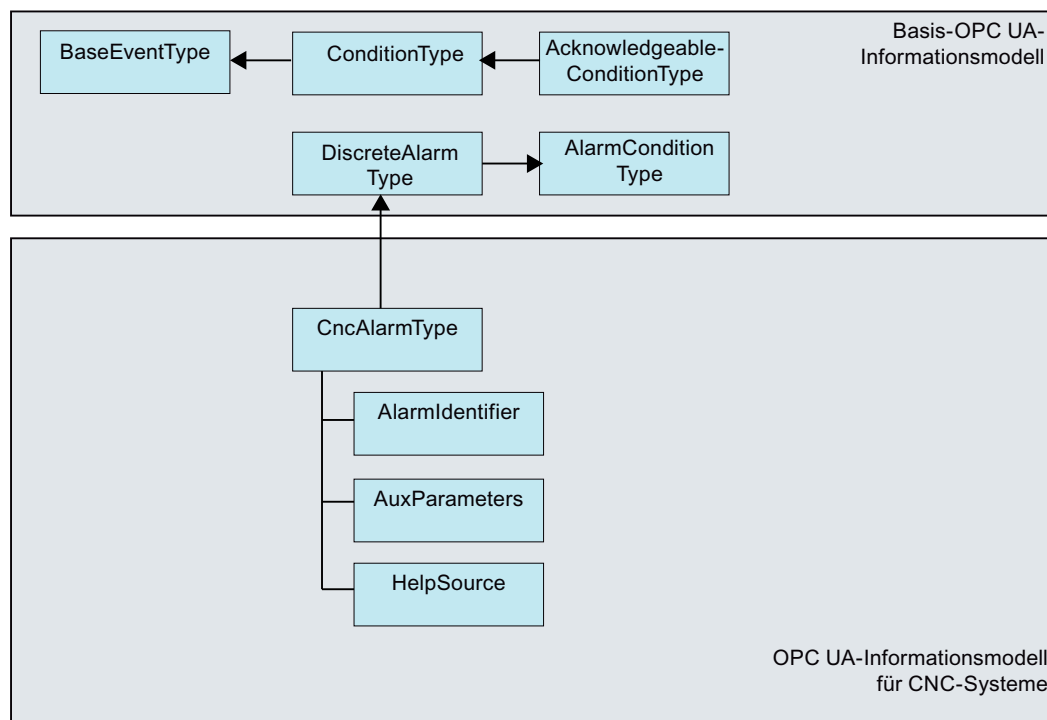 Basis-OPC UA-
Informationsmodell
BaseEventType
ConditionType
Acknowledgeable-
ConditionType
DiscreteAlarm
Type
AlarmCondition
Type
CncAlarmType
AlarmIdentifier
AuxParameters
HelpSource
OPC UA-Informationsmodell
für CNC-Systeme